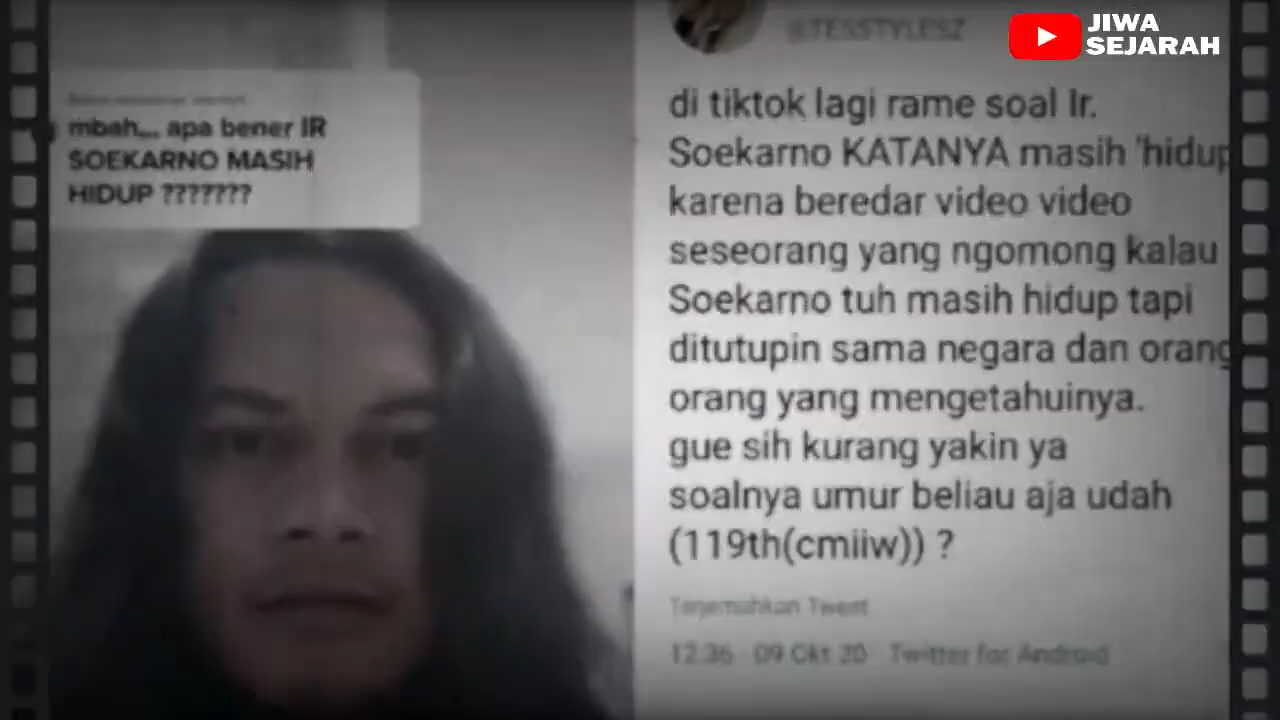 JIWA
SEJARAH
mbah,,, apa bener IR
SOEKARNO MASIH
HIDUP ???????
@TESSTYLESZ
di tiktok lagi rame soal Ir.
Soekarno KATANYA masih 'hidup
karena beredar video video
seseorang yang ngomong kalau
Soekarno tuh masih hidup tapi
ditutupin sama negara dan orang
orang yang mengetahuinya.
gue sih kurang yakin ya
soalnya umur beliau aja udah
(119th(cmiiw)) ?
Terjemahkan Tweet
12:36 09 Okt 20 Twitter for Android